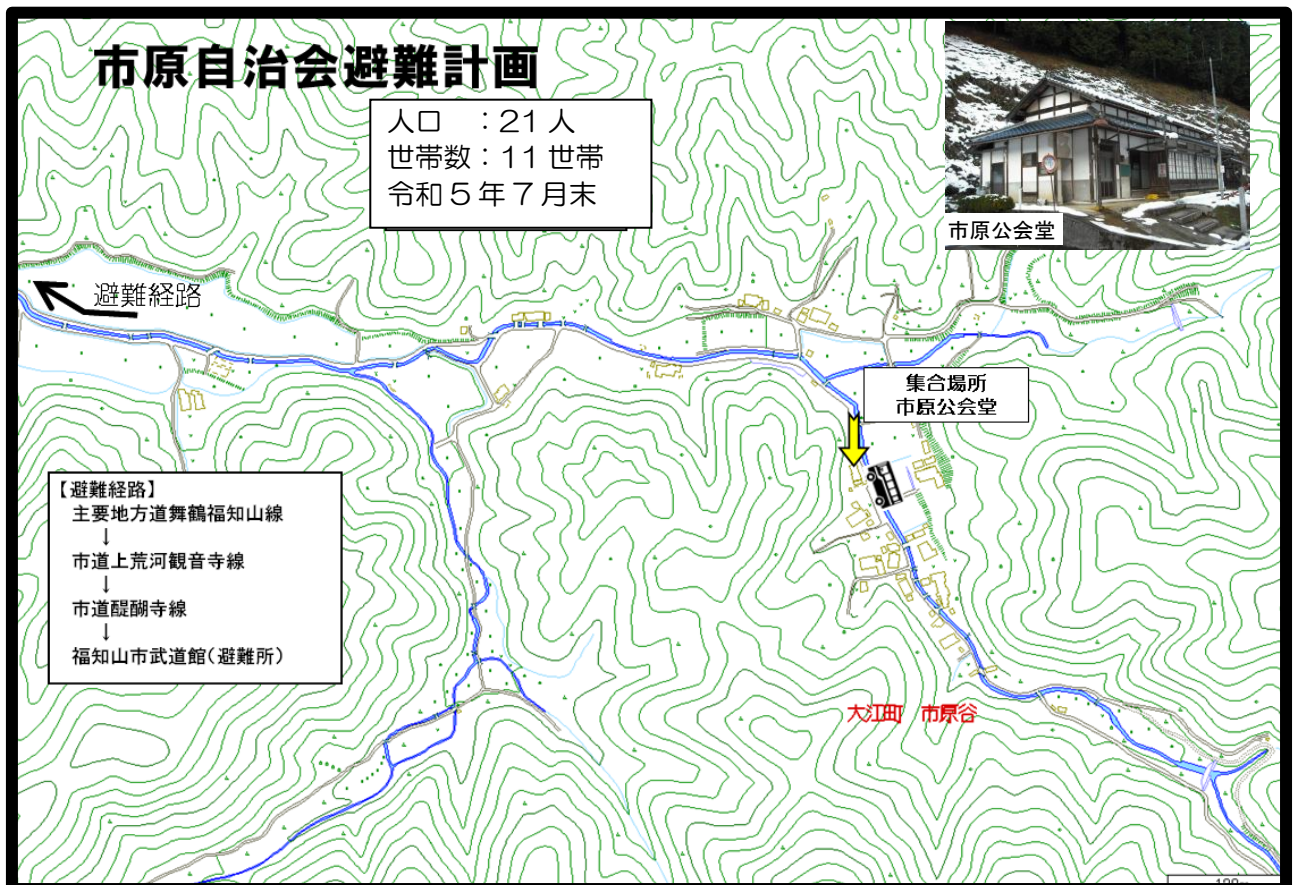 市原自治会避難計画
人口　：21人
世帯数：11世帯
令和５年７月末
市原公会堂
避難経路
集合場所
市原公会堂
【避難経路】
主要地方道舞鶴福知山線
↓
市道上荒河観音寺線
↓
市道醍醐寺線
↓
福知山市武道館（避難所）
大江町　市原谷